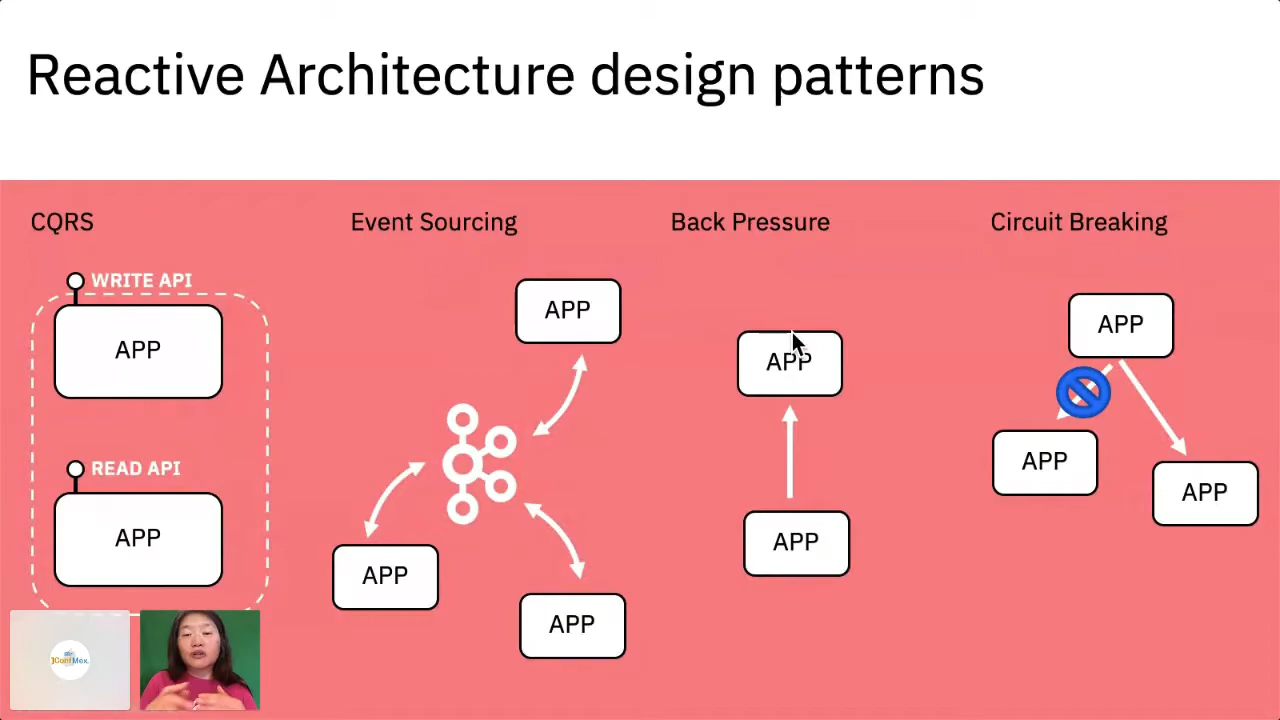 Reactive Architecture design patterns
CQRS
WRITE API
APP
READ API
APP
Event Sourcing
APP
APP
APP
Back Pressure
APP
APP
Circuit Breaking
APP
APP
APP
JConfMex